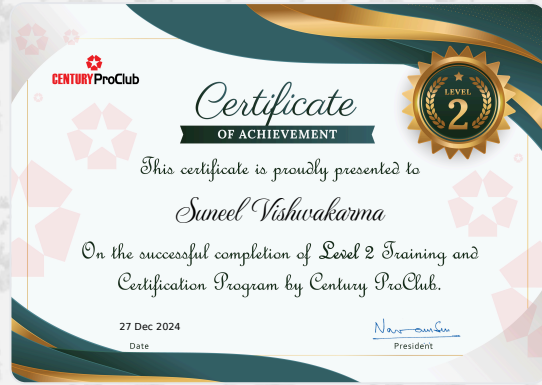 CENTURY ProClub
Certificate
OF ACHIEVEMENT
LEVEL
2
This certificate is proudly presented to
Suneel Vishwakarma
On the successful completion of Level 2 Training and
Certification Program by Century ProClub.
27 Dec 2024
Date
President